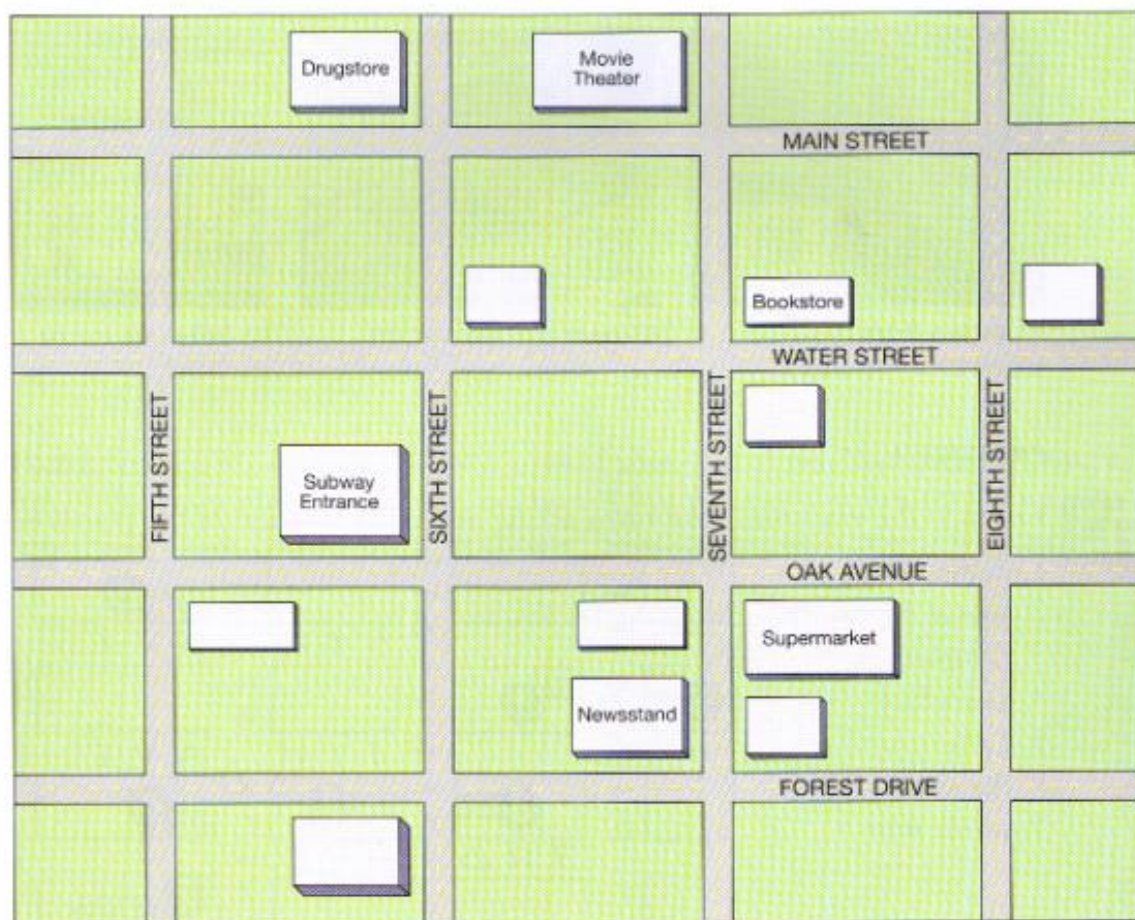 Drugstore
Movie
Theater
MAIN STREET
Bookstore
WATER STREET
FIFTH STREET
SIXTH STREET
SEVENTH STREET
EIGHTH STREET
Subway
Entrance
OAK AVENUE
Supermarket
Newsstand
FOREST DRIVE